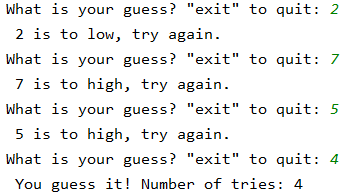 What is your guess? "exit" to quit: 2
2 is to low, try again.
What is your guess? "exit" to quit: 7
7 is to high, try again.
What is your guess? "exit" to quit: 5
5 is to high, try again.
What is your guess? "exit" to quit: 4
You guess it! Number of tries: 4